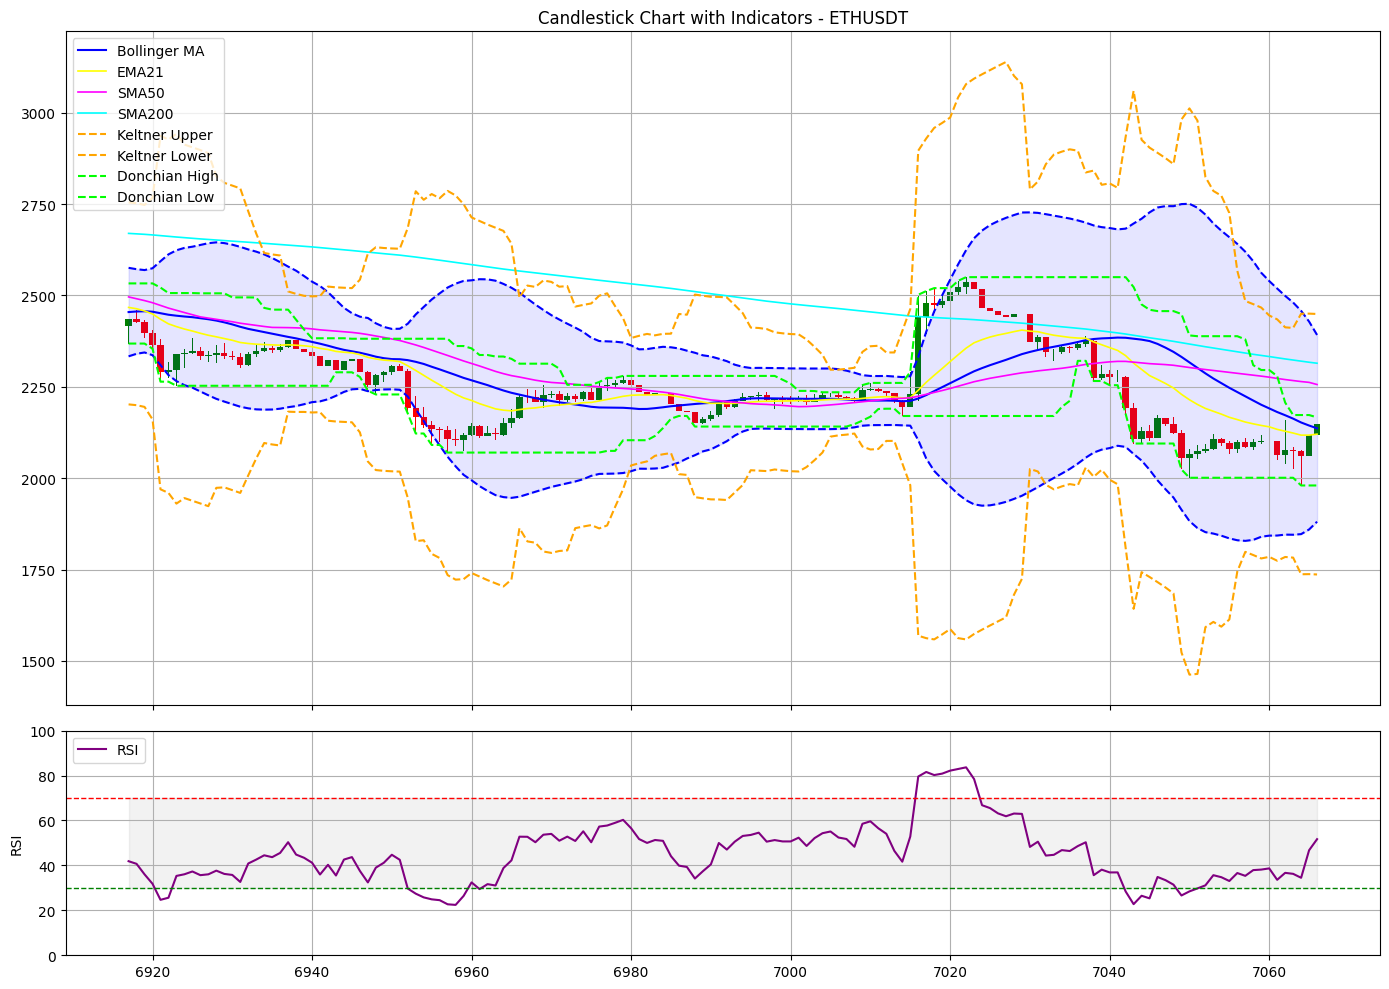 Candlestick Chart with Indicators - ETHUSDT
Bollinger MA
EMA21
SMA50
SMA200
Keltner Upper
Keltner Lower
Donchian High
Donchian Low
3000
2750
2500
2250
2000
1750
1500
RSI
100
80
60
40
20
0
RSI
6920 6940 6960 6980 7000 7020 7040 7060